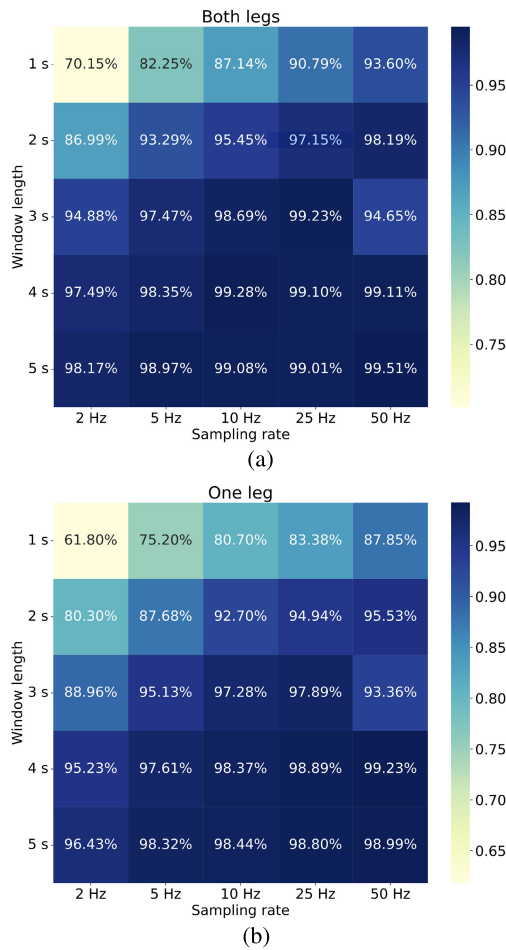 Both legs
1 s 70.15% 82.25% 87.14% 90.79% 93.60%
0.95
2 s 86.99% 93.29% 95.45% 97.15% 98.19%
0.90
3 s 94.88% 97.47% 98.69% 99.23% 94.65%
0.85
Window length
4 s 97.49% 98.35% 99.28% 99.10% 99.11%
0.80
5 s 98.17% 98.97% 99.08% 99.01% 99.51%
0.75
2 Hz 5 Hz 10 Hz 25 Hz 50 Hz
Sampling rate
(a)
One leg
1 s 61.80% 75.20% 80.70% 83.38% 87.85%
0.95
0.90
2 s 80.30% 87.68% 92.70% 94.94% 95.53%
0.85
3 s 88.96% 95.13% 97.28% 97.89% 93.36%
0.80
Window length
0.75
4 s 95.23% 97.61% 98.37% 98.89% 99.23%
0.70
5 s 96.43% 98.32% 98.44% 98.80% 98.99%
0.65
2 Hz 5 Hz 10 Hz 25 Hz 50 Hz
Sampling rate
(b)